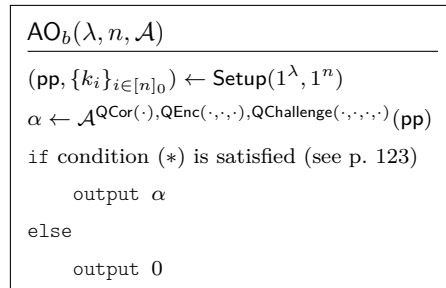 AO_b(λ, n, 𝒜)
(pp, {k_i}_{i∈[n]_0}) ← Setup(1^λ, 1^n)
α ← 𝒜^{QCor(·),QEnc(·,·,·),QChallenge(·,·,·,·)}(pp)
if condition (∗) is satisfied (see p. 123)
output α
else
output 0